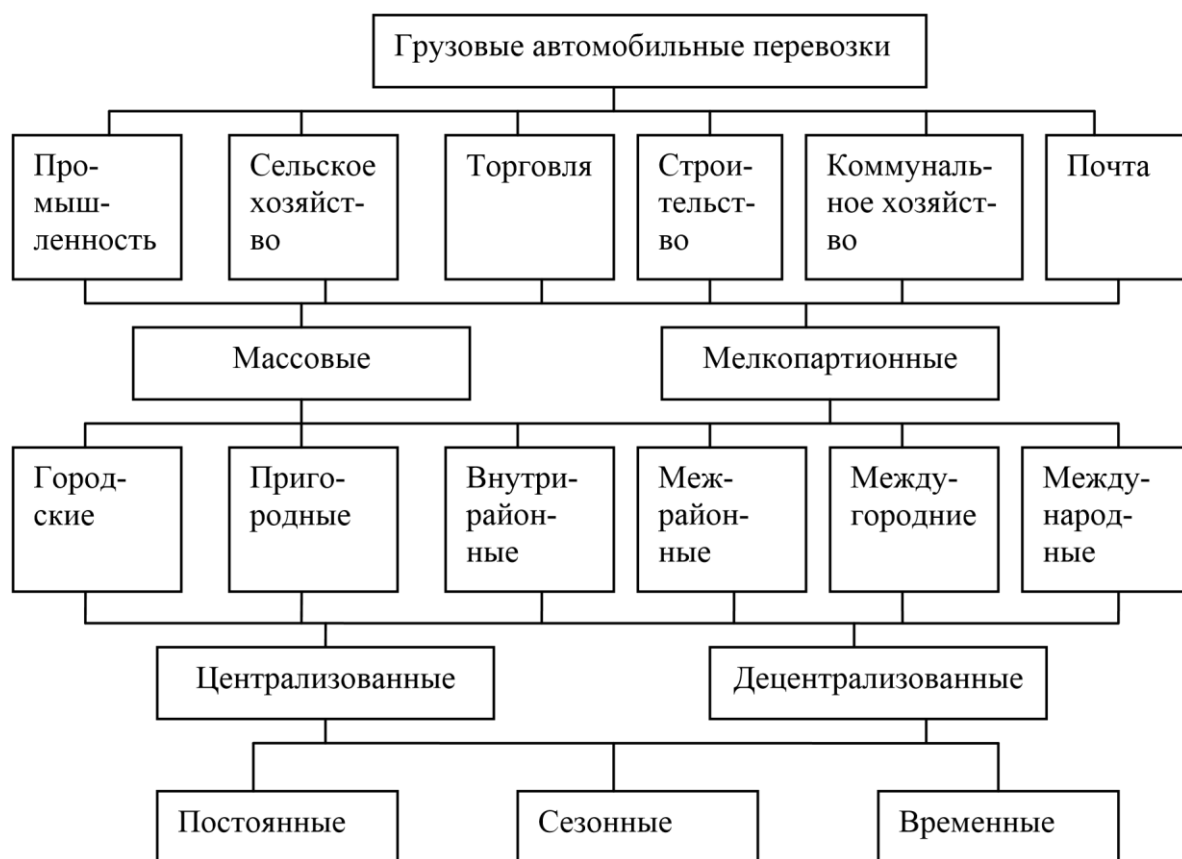 Грузовые автомобильные перевозки
Про-
мыш-
ленность
Сельское
хозяйст-
во
Торговля
Строи-
тельст-
во
Коммуналь-
ное хозяйст-
во
Почта
Массовые
Мелкопартионные
Город-
ские
Приго-
родные
Внутри-
район-
ные
Меж-
район-
ные
Между-
городние
Между-
народ-
ные
Централизованные
Децентрализованные
Постоянные
Сезонные
Временные